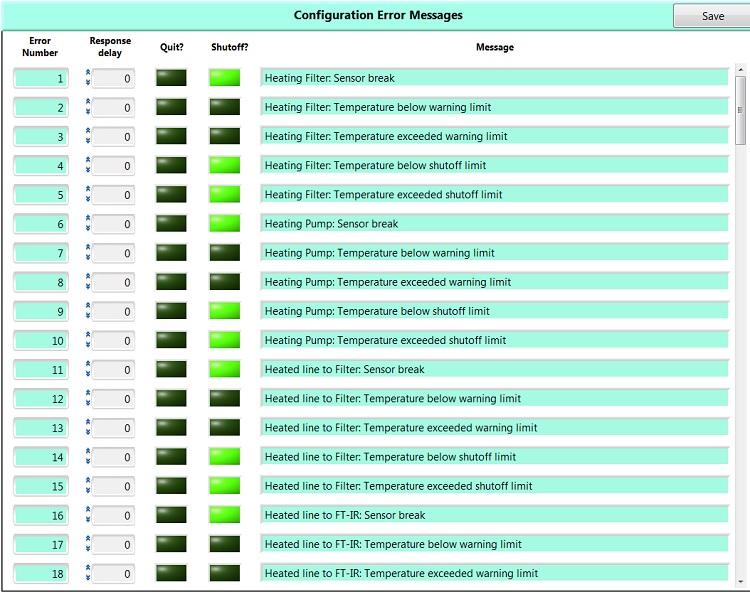 Configuration Error Messages Save
Error Number Response delay Quit? Shutoff? Message
1 0 Heating Filter: Sensor break
2 0 Heating Filter: Temperature below warning limit
3 0 Heating Filter: Temperature exceeded warning limit
4 0 Heating Filter: Temperature below shutoff limit
5 0 Heating Filter: Temperature exceeded shutoff limit
6 0 Heating Pump: Sensor break
7 0 Heating Pump: Temperature below warning limit
8 0 Heating Pump: Temperature exceeded warning limit
9 0 Heating Pump: Temperature below shutoff limit
10 0 Heating Pump: Temperature exceeded shutoff limit
11 0 Heated line to Filter: Sensor break
12 0 Heated line to Filter: Temperature below warning limit
13 0 Heated line to Filter: Temperature exceeded warning limit
14 0 Heated line to Filter: Temperature below shutoff limit
15 0 Heated line to Filter: Temperature exceeded shutoff limit
16 0 Heated line to FT-IR: Sensor break
17 0 Heated line to FT-IR: Temperature below warning limit
18 0 Heated line to FT-IR: Temperature exceeded warning limit